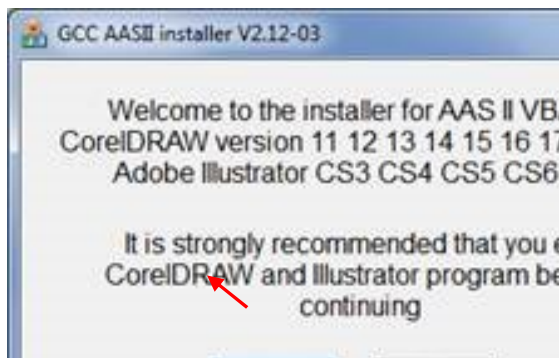 GCC AASII installer V2.12-03
Welcome to the installer for AAS II VB
CorelDRAW version 11 12 13 14 15 16 1
Adobe Illustrator CS3 CS4 CS5 CS6
It is strongly recommended that you
CorelDRAW and Illustrator program be
continuing